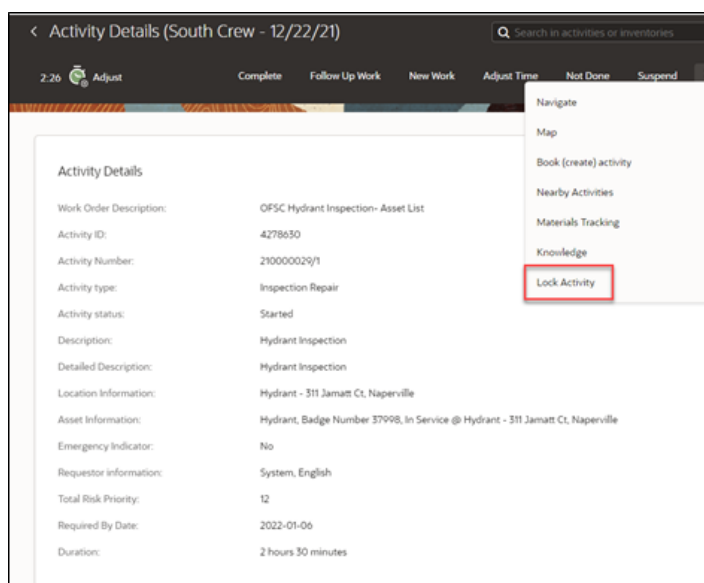 < Activity Details (South Crew - 12/22/21)
Search in activities or inventories
2:26 Adjust Complete Follow Up Work New Work Adjust Time Not Done Suspend
Navigate
Map
Book (create) activity
Nearby Activities
Materials Tracking
Knowledge
Lock Activity
Activity Details
Work Order Description: OFSC Hydrant Inspection- Asset List
Activity ID: 4278630
Activity Number: 210000029/1
Activity type: Inspection Repair
Activity status: Started
Description: Hydrant Inspection
Detailed Description: Hydrant Inspection
Location Information: Hydrant - 311 Jamatt Ct, Naperville
Asset Information: Hydrant, Badge Number 37998, In Service @ Hydrant - 311 Jamatt Ct, Naperville
Emergency Indicator: No
Requestor information: System, English
Total Risk Priority: 12
Required By Date: 2022-01-06
Duration: 2 hours 30 minutes